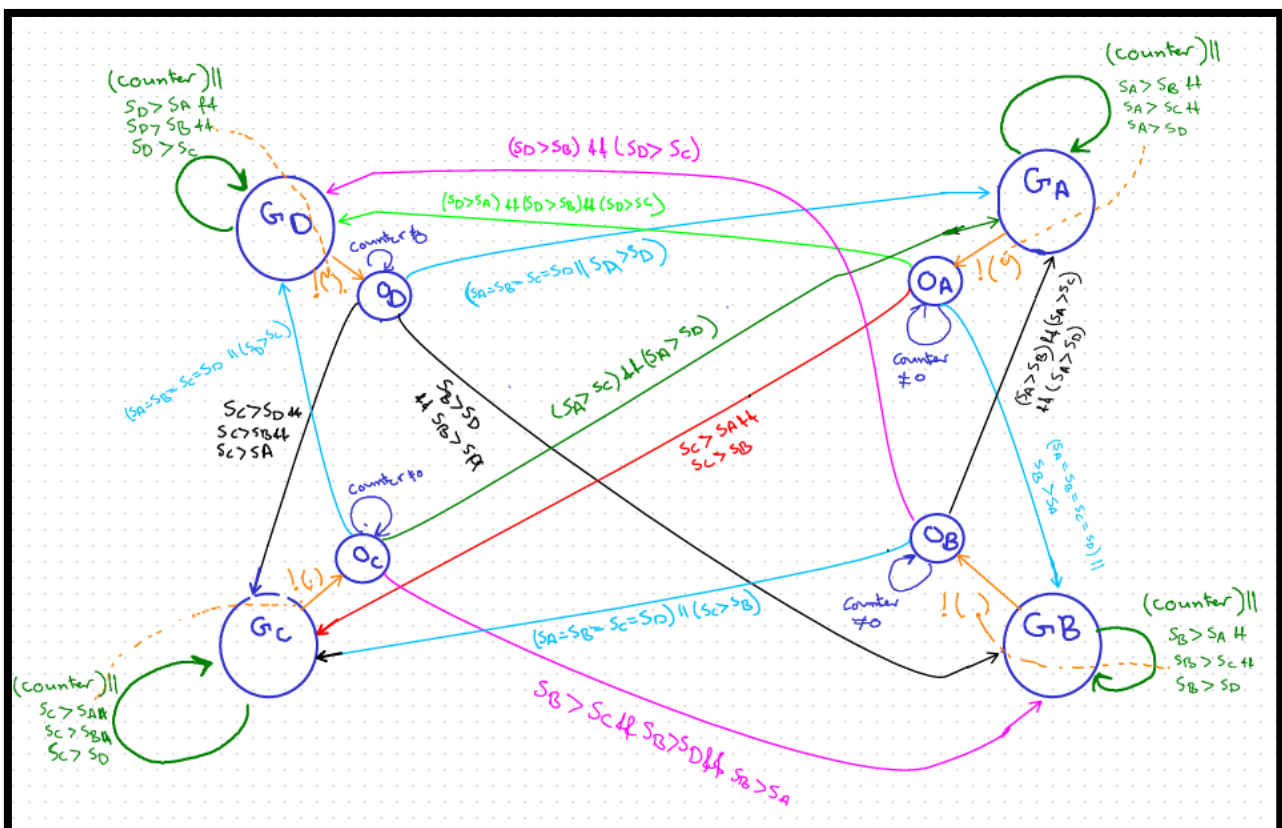 (counter)||
SD > SA &&
SD > SB &&
SD > SC
GD
!( ).
OD
counter≠0
(SD>SB) && (SD > SC)
(SD>SA) && (SD>SB) && (SD>SC)
(SA=SB=SC=SD || SA>SD)
(counter)||
SA > SB &&
SA > SC &&
SA > SD
GA
!( )
OA
counter
≠0
(SA=SB=SC=SD || (SD>SC)
SC > SD &&
SC > SB &&
SC > SA
SB > SD
&& SB > SA
(SA > SC) && (SA > SD)
SC > SA &&
SC > SB
(SA > SB) && (SA > SC)
&& (SA > SD)
(SA = SB = SC = SD) ||
SB > SA
counter≠0
OC
!( )
GC
(counter)||
SC > SA &&
SC > SB &&
SC > SD
(SA=SB=SC=SD) || (SC>SB)
SB > SC && SB > SD && SB > SA
OB
counter
≠0
!( )
GB
(counter)||
SB > SA &&
SB > SC &&
SB > SD